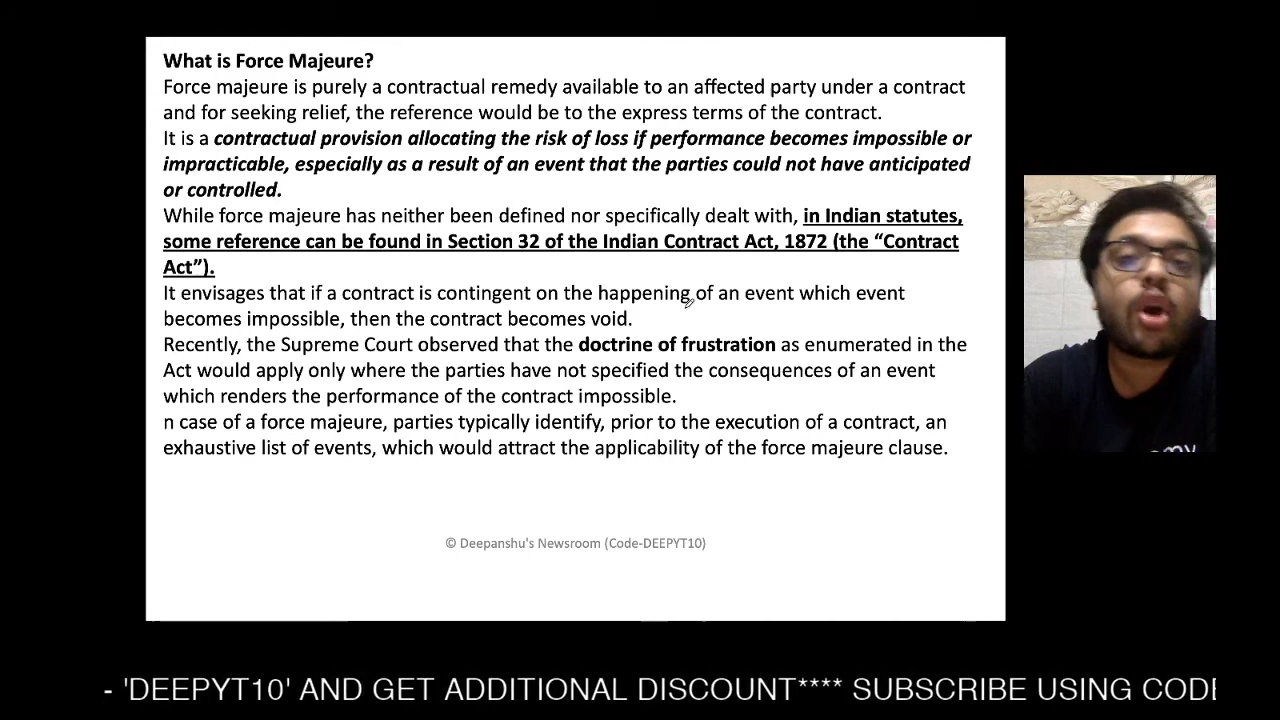 What is Force Majeure?
Force majeure is purely a contractual remedy available to an affected party under a contract
and for seeking relief, the reference would be to the express terms of the contract.
It is a contractual provision allocating the risk of loss if performance becomes impossible or
impracticable, especially as a result of an event that the parties could not have anticipated
or controlled.
While force majeure has neither been defined nor specifically dealt with, in Indian statutes,
some reference can be found in Section 32 of the Indian Contract Act, 1872 (the “Contract
Act”).
It envisages that if a contract is contingent on the happening of an event which event
becomes impossible, then the contract becomes void.
Recently, the Supreme Court observed that the doctrine of frustration as enumerated in the
Act would apply only where the parties have not specified the consequences of an event
which renders the performance of the contract impossible.
n case of a force majeure, parties typically identify, prior to the execution of a contract, an
exhaustive list of events, which would attract the applicability of the force majeure clause.
© Deepanshu's Newsroom (Code-DEEPYT10)
- 'DEEPYT10' AND GET ADDITIONAL DISCOUNT**** SUBSCRIBE USING CODE